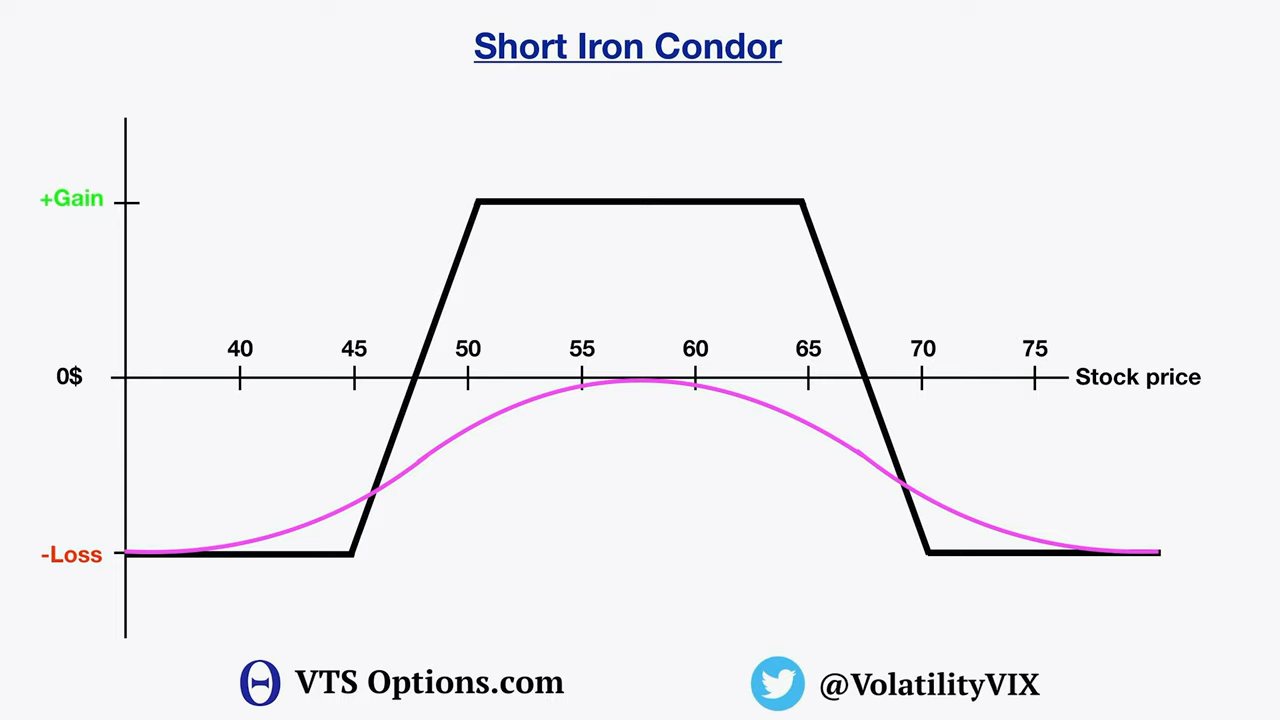 Short Iron Condor
+Gain
40 45 50 55 60 65 70 75
0$ Stock price
-Loss
VTS Options.com @VolatilityVIX